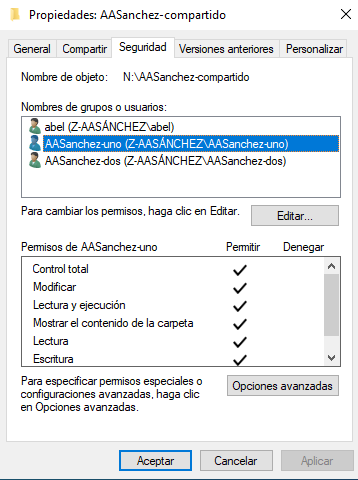 Propiedades: AASanchez-compartido
General
Compartir
Seguridad
Versiones anteriores
Personalizar
Nombre de objeto: N:\AASanchez-compartido
Nombres de grupos o usuarios:
abel (Z-AASÁNCHEZ\abel)
AASanchez-uno (Z-AASÁNCHEZ\AASanchez-uno)
AASanchez-dos (Z-AASÁNCHEZ\AASanchez-dos)
Para cambiar los permisos, haga clic en Editar.
Editar...
Permisos de AASanchez-uno Permitir Denegar
Control total
Modificar
Lectura y ejecución
Mostrar el contenido de la carpeta
Lectura
Escritura
Para especificar permisos especiales o
configuraciones avanzadas, haga clic
en Opciones avanzadas.
Opciones avanzadas
Aceptar
Cancelar
Aplicar